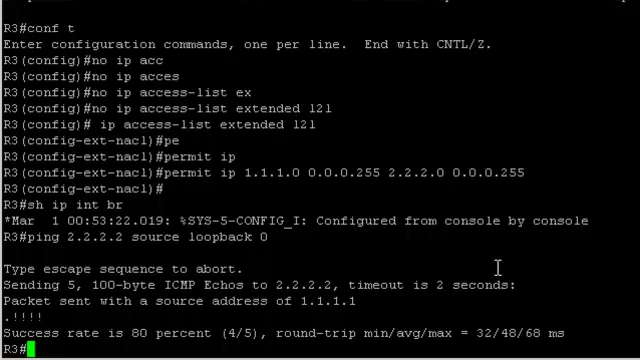 R3#conf t
Enter configuration commands, one per line.  End with CNTL/Z.
R3(config)#no ip acc
R3(config)#no ip acces
R3(config)#no ip access-list ex
R3(config)#no ip access-list extended 121
R3(config)# ip access-list extended 121
R3(config-ext-nacl)#pe
R3(config-ext-nacl)#permit ip
R3(config-ext-nacl)#permit ip 1.1.1.0 0.0.0.255 2.2.2.0 0.0.0.255
R3(config-ext-nacl)#
R3#sh ip int br
*Mar  1 00:53:22.019: %SYS-5-CONFIG_I: Configured from console by console
R3#ping 2.2.2.2 source loopback 0
Type escape sequence to abort.
Sending 5, 100-byte ICMP Echos to 2.2.2.2, timeout is 2 seconds:
Packet sent with a source address of 1.1.1.1
.!!!!
Success rate is 80 percent (4/5), round-trip min/avg/max = 32/48/68 ms
R3#